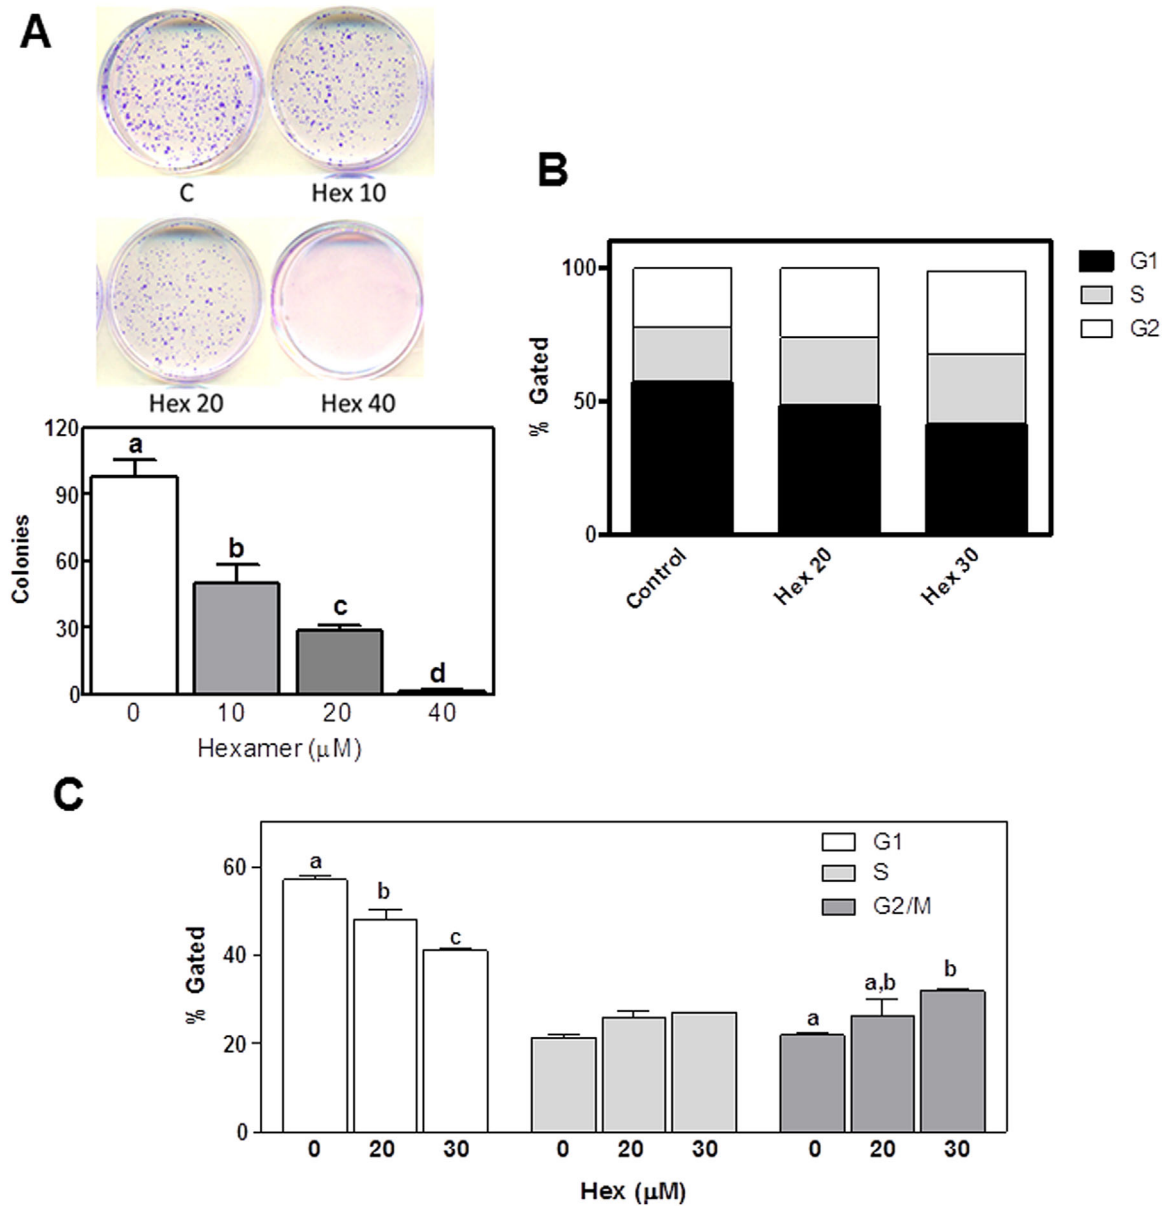 A
C
Hex 10
Hex 20
Hex 40
120
90
60
30
0
Colonies
a
b
c
d
0 10 20 40
Hexamer (μM)
B
100
50
0
% Gated
G1
S
G2
Control
Hex 20
Hex 30
C
60
40
20
0
% Gated
a
b
c
a
a,b
b
G1
S
G2/M
0 20 30 0 20 30 0 20 30
Hex (μM)